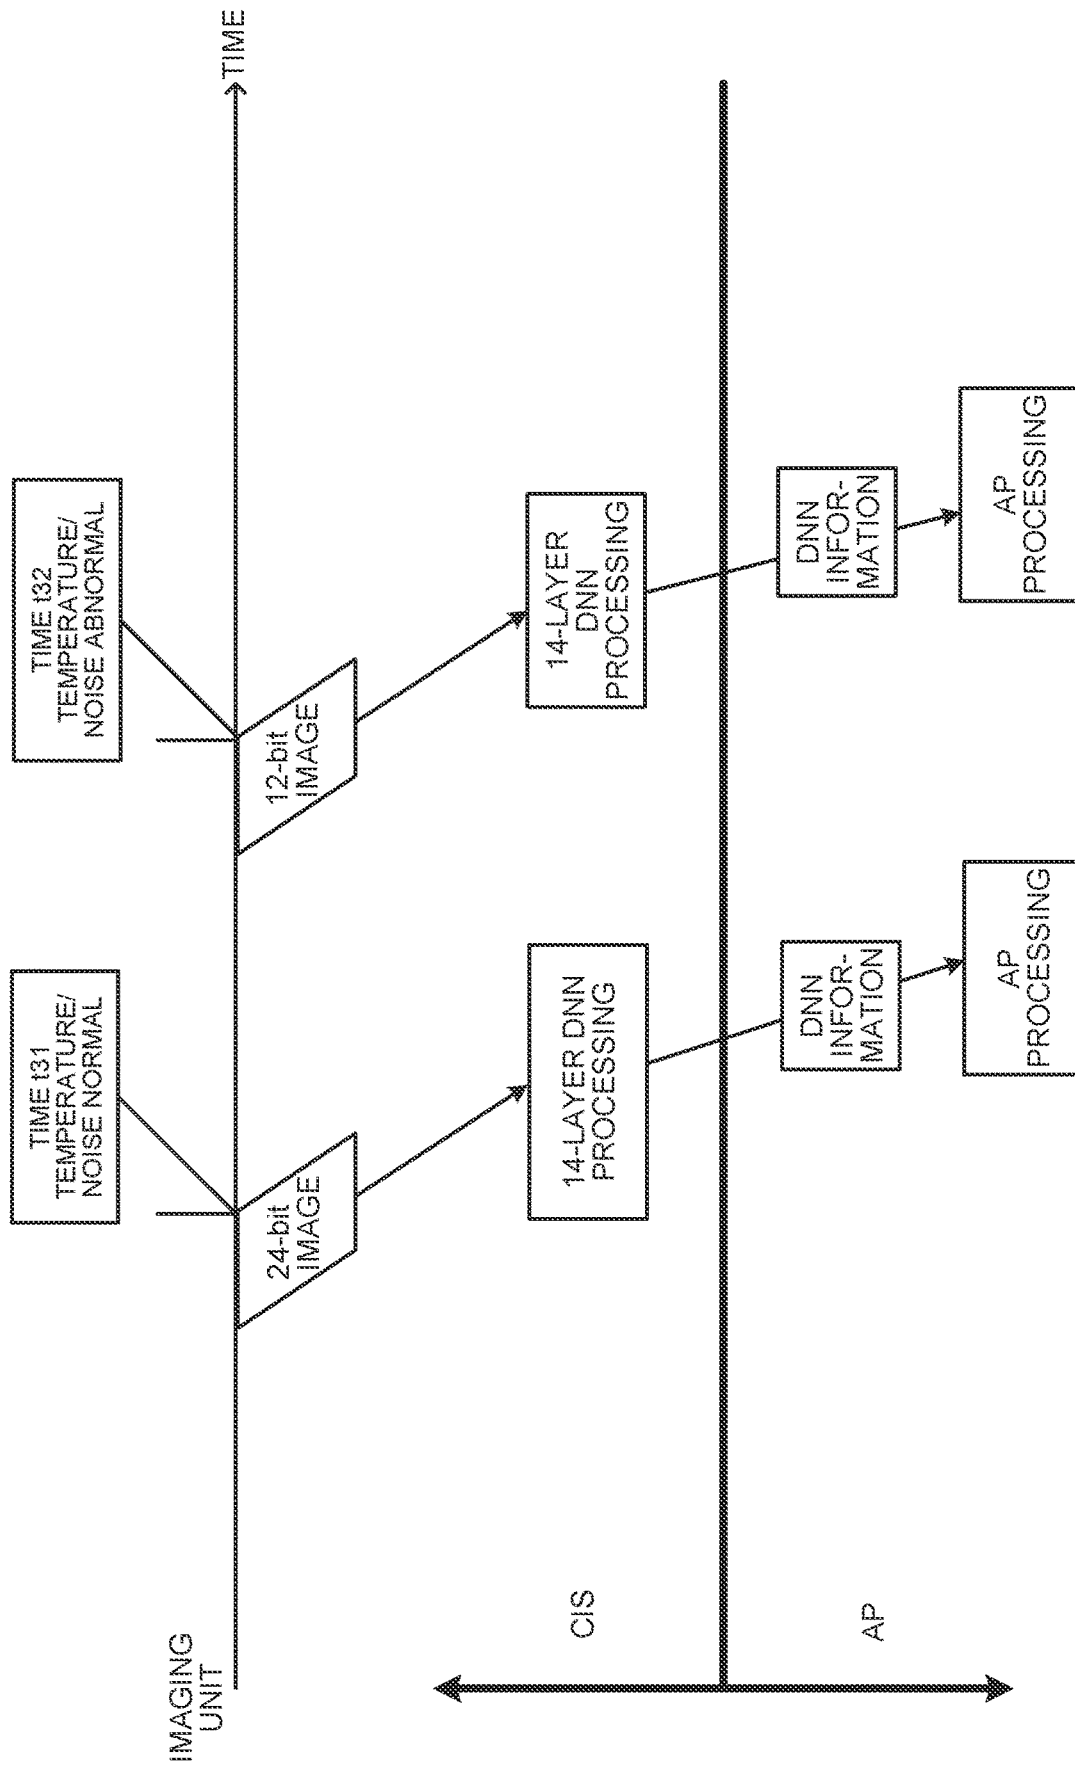 TIME t31
TEMPERATURE/
NOISE NORMAL
TIME t32
TEMPERATURE/
NOISE ABNORMAL
IMAGING
UNIT
TIME
24-bit
IMAGE
12-bit
IMAGE
CIS
14-LAYER DNN
PROCESSING
14-LAYER
DNN
PROCESSING
AP
DNN
INFOR-
MATION
DNN
INFOR-
MATION
AP
PROCESSING
AP
PROCESSING